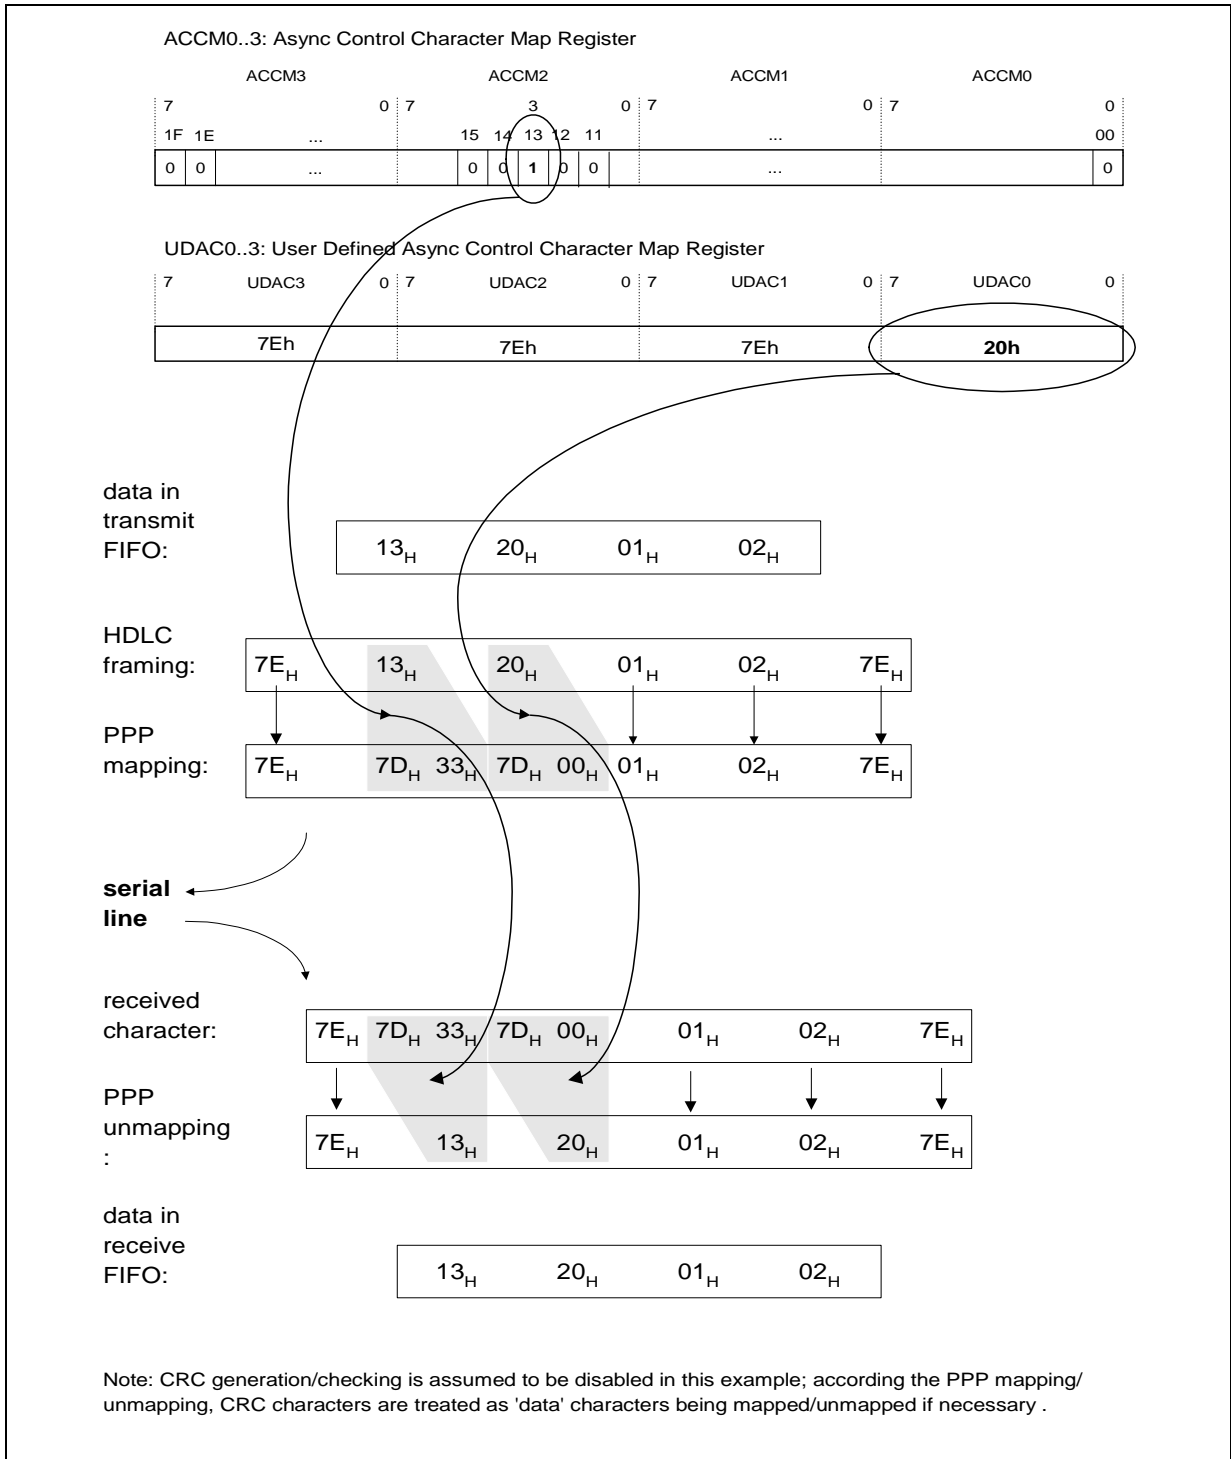 ACCM0..3: Async Control Character Map Register
ACCM3 ACCM2 ACCM1 ACCM0
7 0 7 3 0 7 0 7 0
1F 1E ... 15 14 13 12 11 ... 00
0 0 ... 0 0 1 0 0 ... 0
UDAC0..3: User Defined Async Control Character Map Register
7 UDAC3 0 7 UDAC2 0 7 UDAC1 0 7 UDAC0 0
7Eh 7Eh 7Eh 20h
data in
transmit
FIFO:
13H 20H 01H 02H
HDLC
framing:
7EH 13H 20H 01H 02H 7EH
PPP
mapping:
7EH 7DH 33H 7DH 00H 01H 02H 7EH
serial
line
received
character:
7EH 7DH 33H 7DH 00H 01H 02H 7EH
PPP
unmapping
:
7EH 13H 20H 01H 02H 7EH
data in
receive
FIFO:
13H 20H 01H 02H
Note: CRC generation/checking is assumed to be disabled in this example; according the PPP mapping/
unmapping, CRC characters are treated as 'data' characters being mapped/unmapped if necessary .